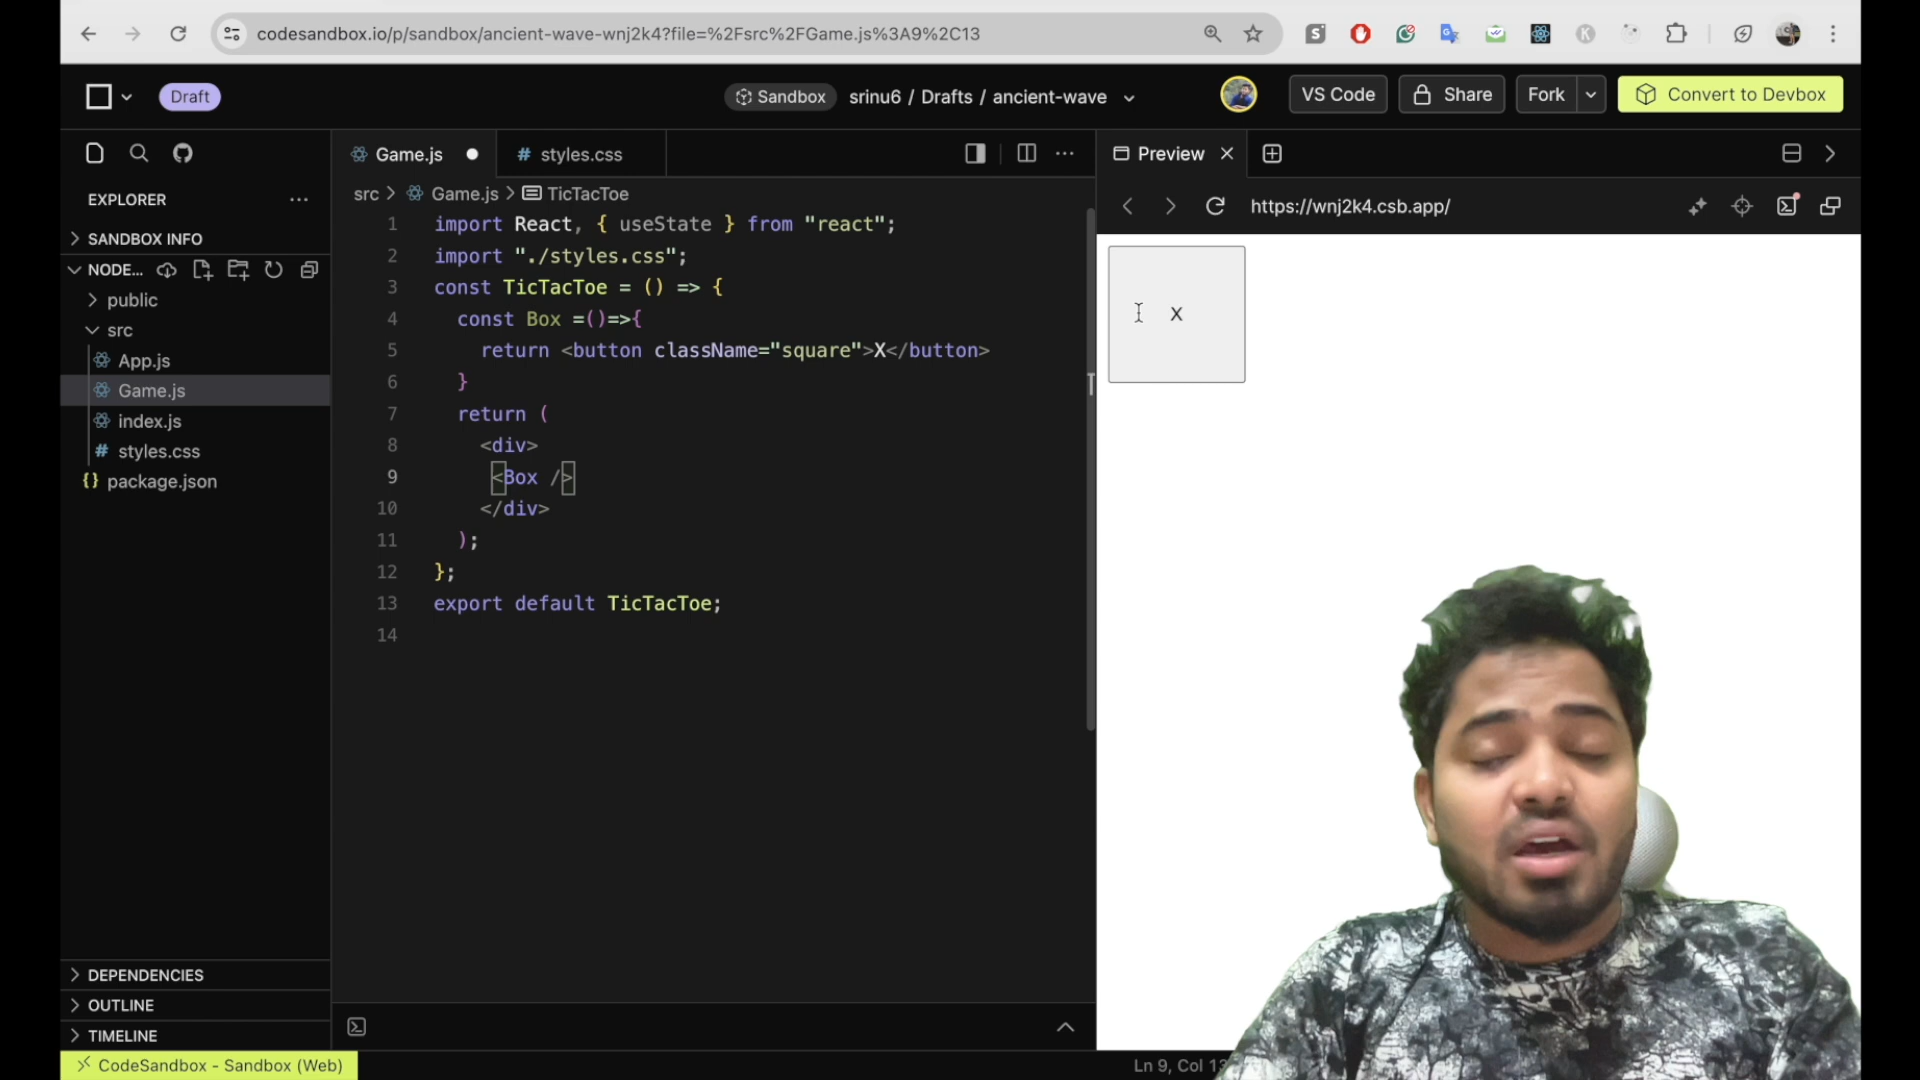 codesandbox.io/p/sandbox/ancient-wave-wnj2k4?file=%2Fsrc%2FGame.js%3A9%2C13
Draft
Sandbox
srinu6 / Drafts / ancient-wave
VS Code
Share
Fork
Convert to Devbox
Game.js
# styles.css
Preview
EXPLORER
src > Game.js > TicTacToe
https://wnj2k4.csb.app/
SANDBOX INFO
NODE...
public
src
App.js
Game.js
index.js
# styles.css
{} package.json
1 import React, { useState } from "react";
2 import "./styles.css";
3 const TicTacToe = () => {
4 const Box =()=>{
5 return <button className="square">X</button>
6 }
7 return (
8 <div>
9 <Box />
10 </div>
11 );
12 };
13 export default TicTacToe;
14
X
DEPENDENCIES
OUTLINE
TIMELINE
CodeSandbox - Sandbox (Web)
Ln 9, Col